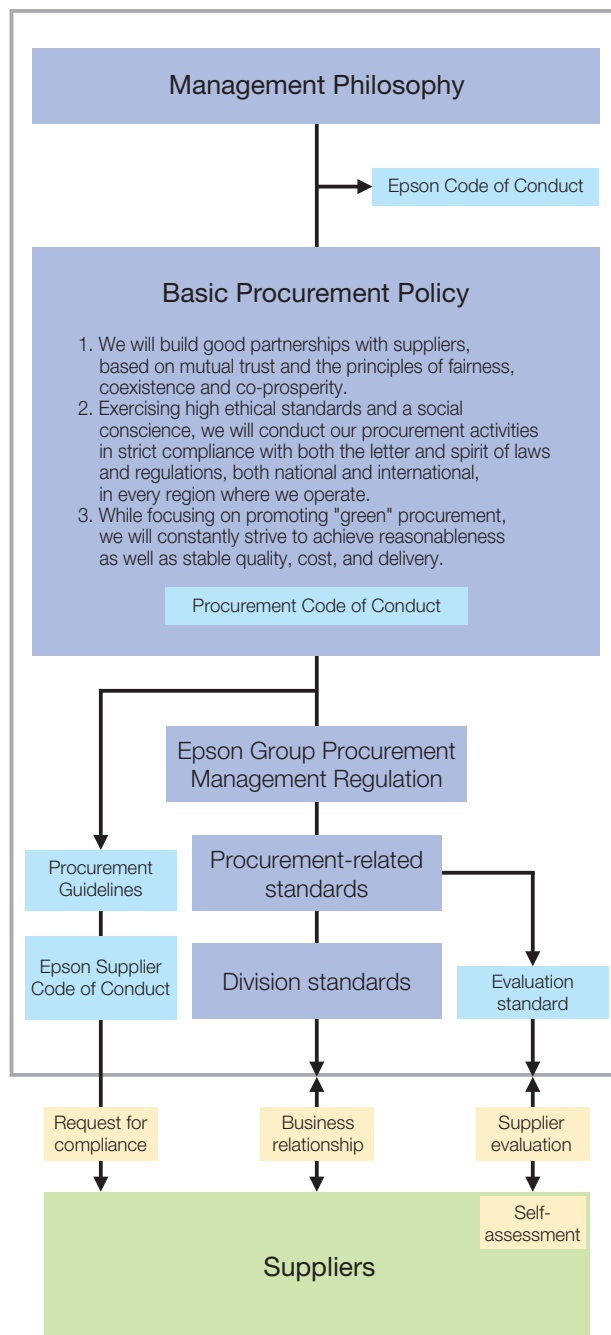 Management Philosophy
Epson Code of Conduct
Basic Procurement Policy
1. We will build good partnerships with suppliers,
based on mutual trust and the principles of fairness,
coexistence and co-prosperity.
2. Exercising high ethical standards and a social
conscience, we will conduct our procurement activities
in strict compliance with both the letter and spirit of laws
and regulations, both national and international,
in every region where we operate.
3. While focusing on promoting "green" procurement,
we will constantly strive to achieve reasonableness
as well as stable quality, cost, and delivery.
Procurement Code of Conduct
Epson Group Procurement
Management Regulation
Procurement
Guidelines
Procurement-related
standards
Epson Supplier
Code of Conduct
Division standards
Evaluation
standard
Request for
compliance
Business
relationship
Supplier
evaluation
Self-
assessment
Suppliers